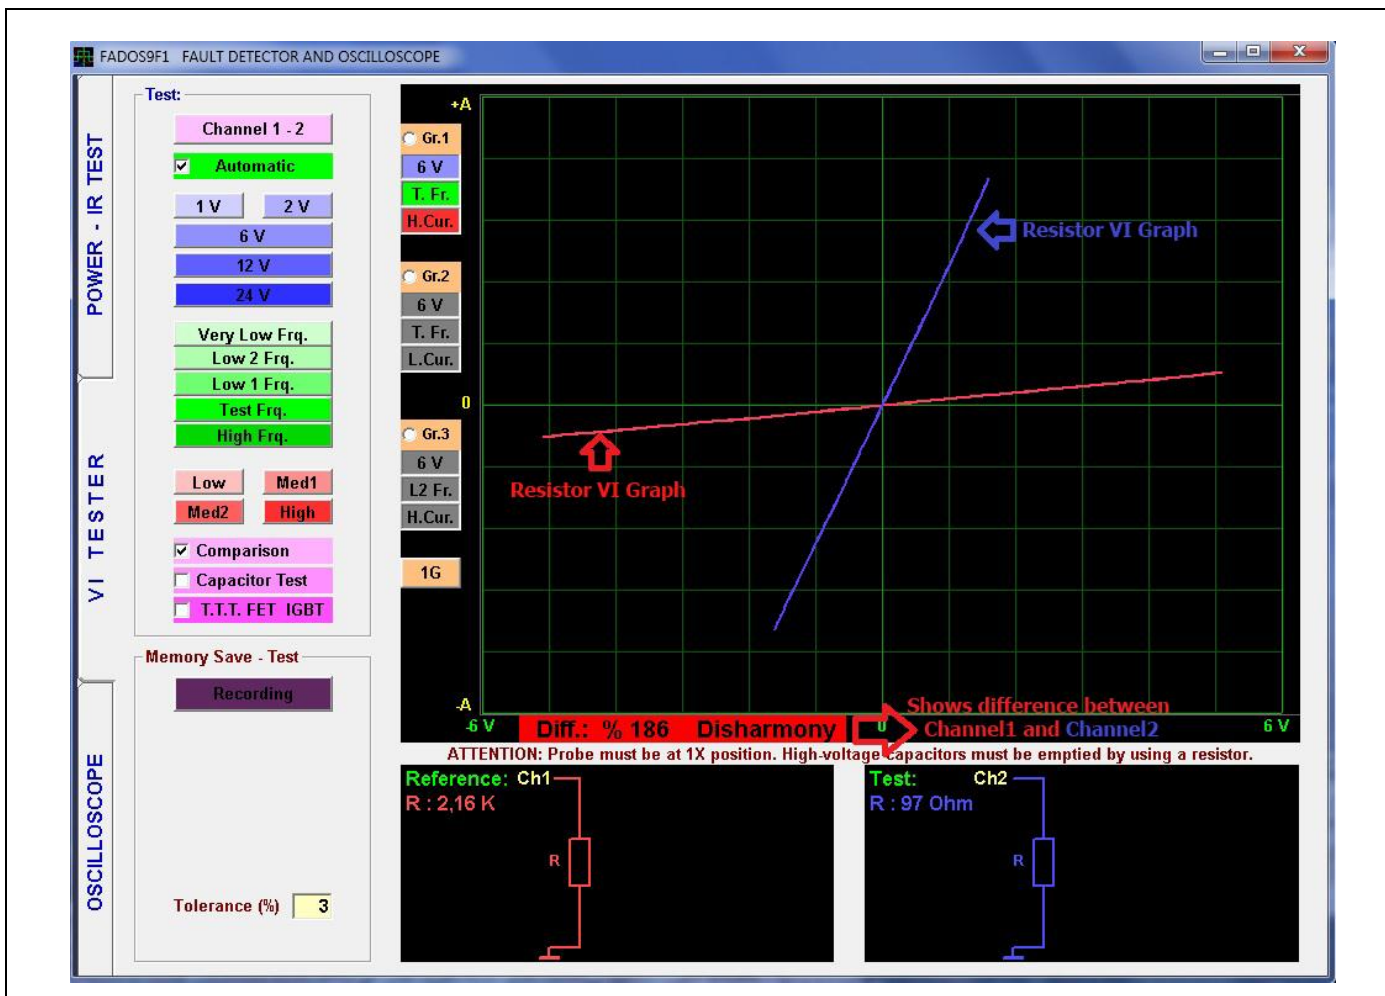 FADOS9F1 FAULT DETECTOR AND OSCILLOSCOPE
POWER - IR TEST
VI TESTER
OSCILLOSCOPE
Test:
Channel 1 - 2
Automatic
1 V
2 V
6 V
12 V
24 V
Very Low Frq.
Low 2 Frq.
Low 1 Frq.
Test Frq.
High Frq.
Low
Med1
Med2
High
Comparison
Capacitor Test
T.T.T. FET IGBT
Memory Save - Test
Recording
Tolerance (%) 3
+A
Gr.1
6 V
T. Fr.
H.Cur.
Gr.2
6 V
T. Fr.
L.Cur.
0
Gr.3
6 V
L2 Fr.
H.Cur.
1G
-A
Resistor VI Graph
Resistor VI Graph
-6 V
0
6 V
Diff.: % 186 Disharmony
Shows difference between
Channel1 and Channel2
ATTENTION: Probe must be at 1X position. High-voltage capacitors must be emptied by using a resistor.
Reference: Ch1
R : 2,16 K
R
Test: Ch2
R : 97 Ohm
R